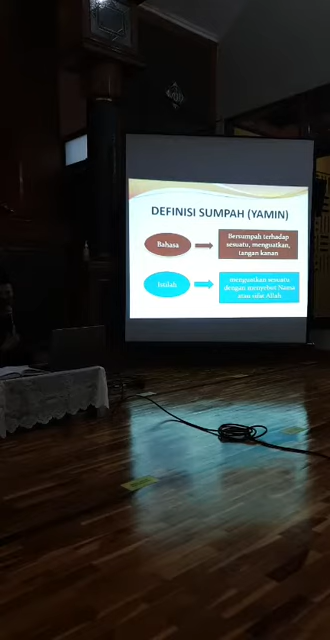 DEFINISI SUMPAH (YAMIN)
Bahasa
Bersumpah terhadap
sesuatu, menguatkan,
tangan kanan
Istilah
menguatkan sesuatu
dengan menyebut Nama
atau sifat Allah